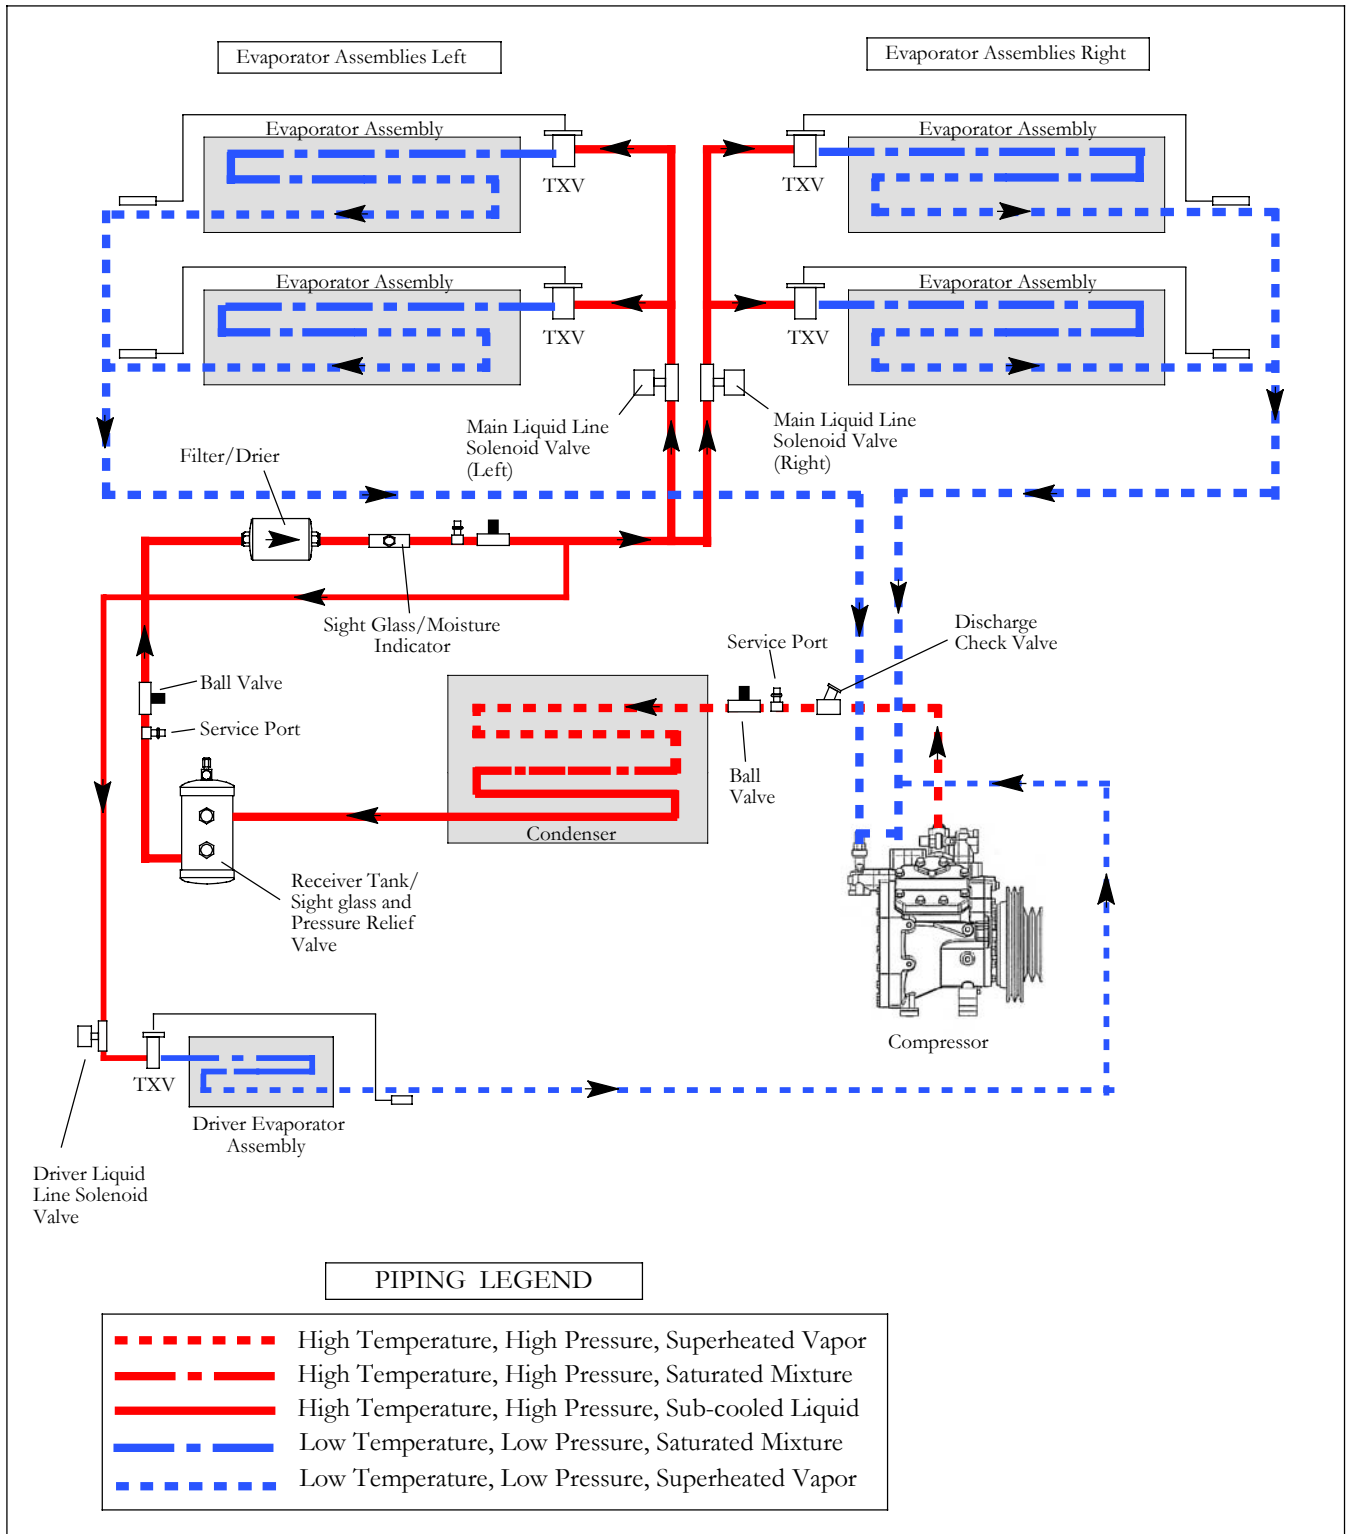 Evaporator Assemblies Left
Evaporator Assemblies Right
Evaporator Assembly
TXV
Evaporator Assembly
TXV
Evaporator Assembly
TXV
Evaporator Assembly
TXV
Main Liquid Line
Solenoid Valve
(Left)
Main Liquid Line
Solenoid Valve
(Right)
Filter/Drier
Sight Glass/Moisture
Indicator
Discharge
Check Valve
Service Port
Ball Valve
Service Port
Ball
Valve
Condenser
Receiver Tank/
Sight glass and
Pressure Relief
Valve
Compressor
TXV
Driver Evaporator
Assembly
Driver Liquid
Line Solenoid
Valve
PIPING LEGEND
High Temperature, High Pressure, Superheated Vapor
High Temperature, High Pressure, Saturated Mixture
High Temperature, High Pressure, Sub-cooled Liquid
Low Temperature, Low Pressure, Saturated Mixture
Low Temperature, Low Pressure, Superheated Vapor